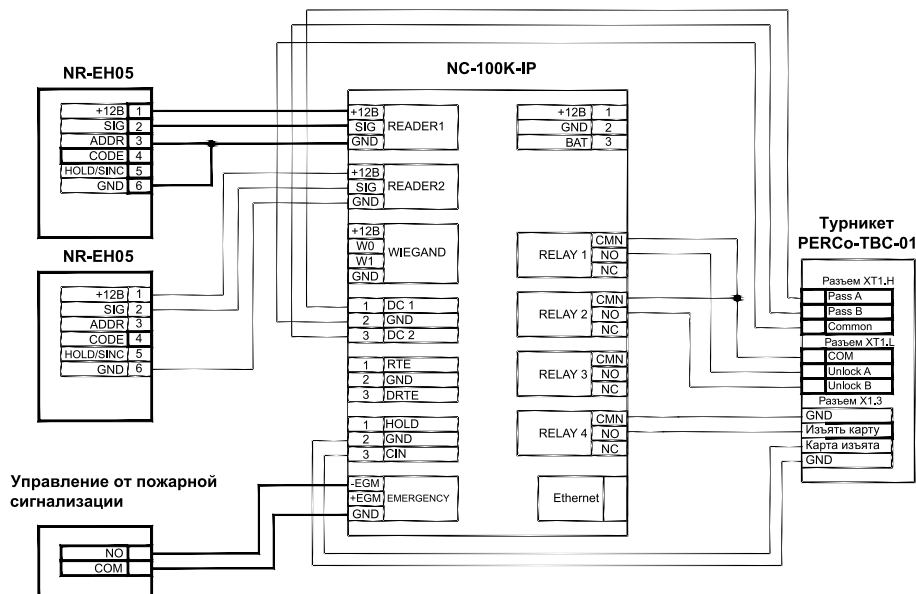 NR-EH05
+12B 1
SIG 2
ADDR 3
CODE 4
HOLD/SINC 5
GND 6
NR-EH05
+12B 1
SIG 2
ADDR 3
CODE 4
HOLD/SINC 5
GND 6
Управление от пожарной
сигнализации
NO
COM
NC-100K-IP
+12B
SIG READER1
GND
+12B
SIG READER2
GND
+12B
W0
WIEGAND
W1
GND
1 DC 1
2 GND
3 DC 2
1 RTE
2 GND
3 DRTE
1 HOLD
2 GND
3 CIN
-EGM
+EGM EMERGENCY
GND
+12B 1
GND 2
BAT 3
CMN
RELAY 1 NO
NC
CMN
RELAY 2 NO
NC
CMN
RELAY 3 NO
NC
CMN
RELAY 4 NO
NC
Ethernet
Турникет
PERCo-TBC-01
Разъем XT1.H
Pass A
Pass B
Common
Разъем XT1.L
COM
Unlock A
Unlock B
Разъем X1.3
GND
Изъять карту
Карта изъята
GND